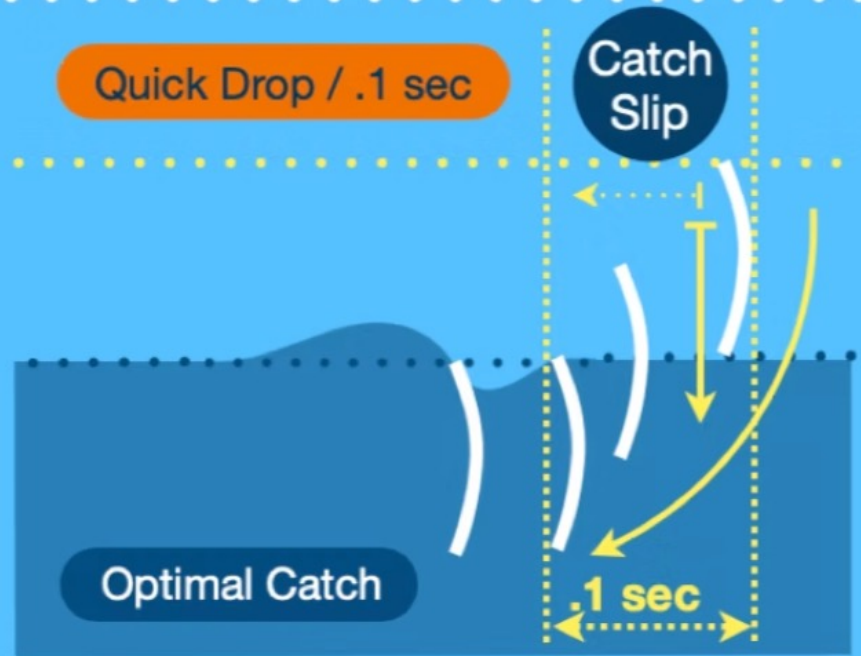 Quick Drop / .1 sec
Catch
Slip
Optimal Catch
.1 sec